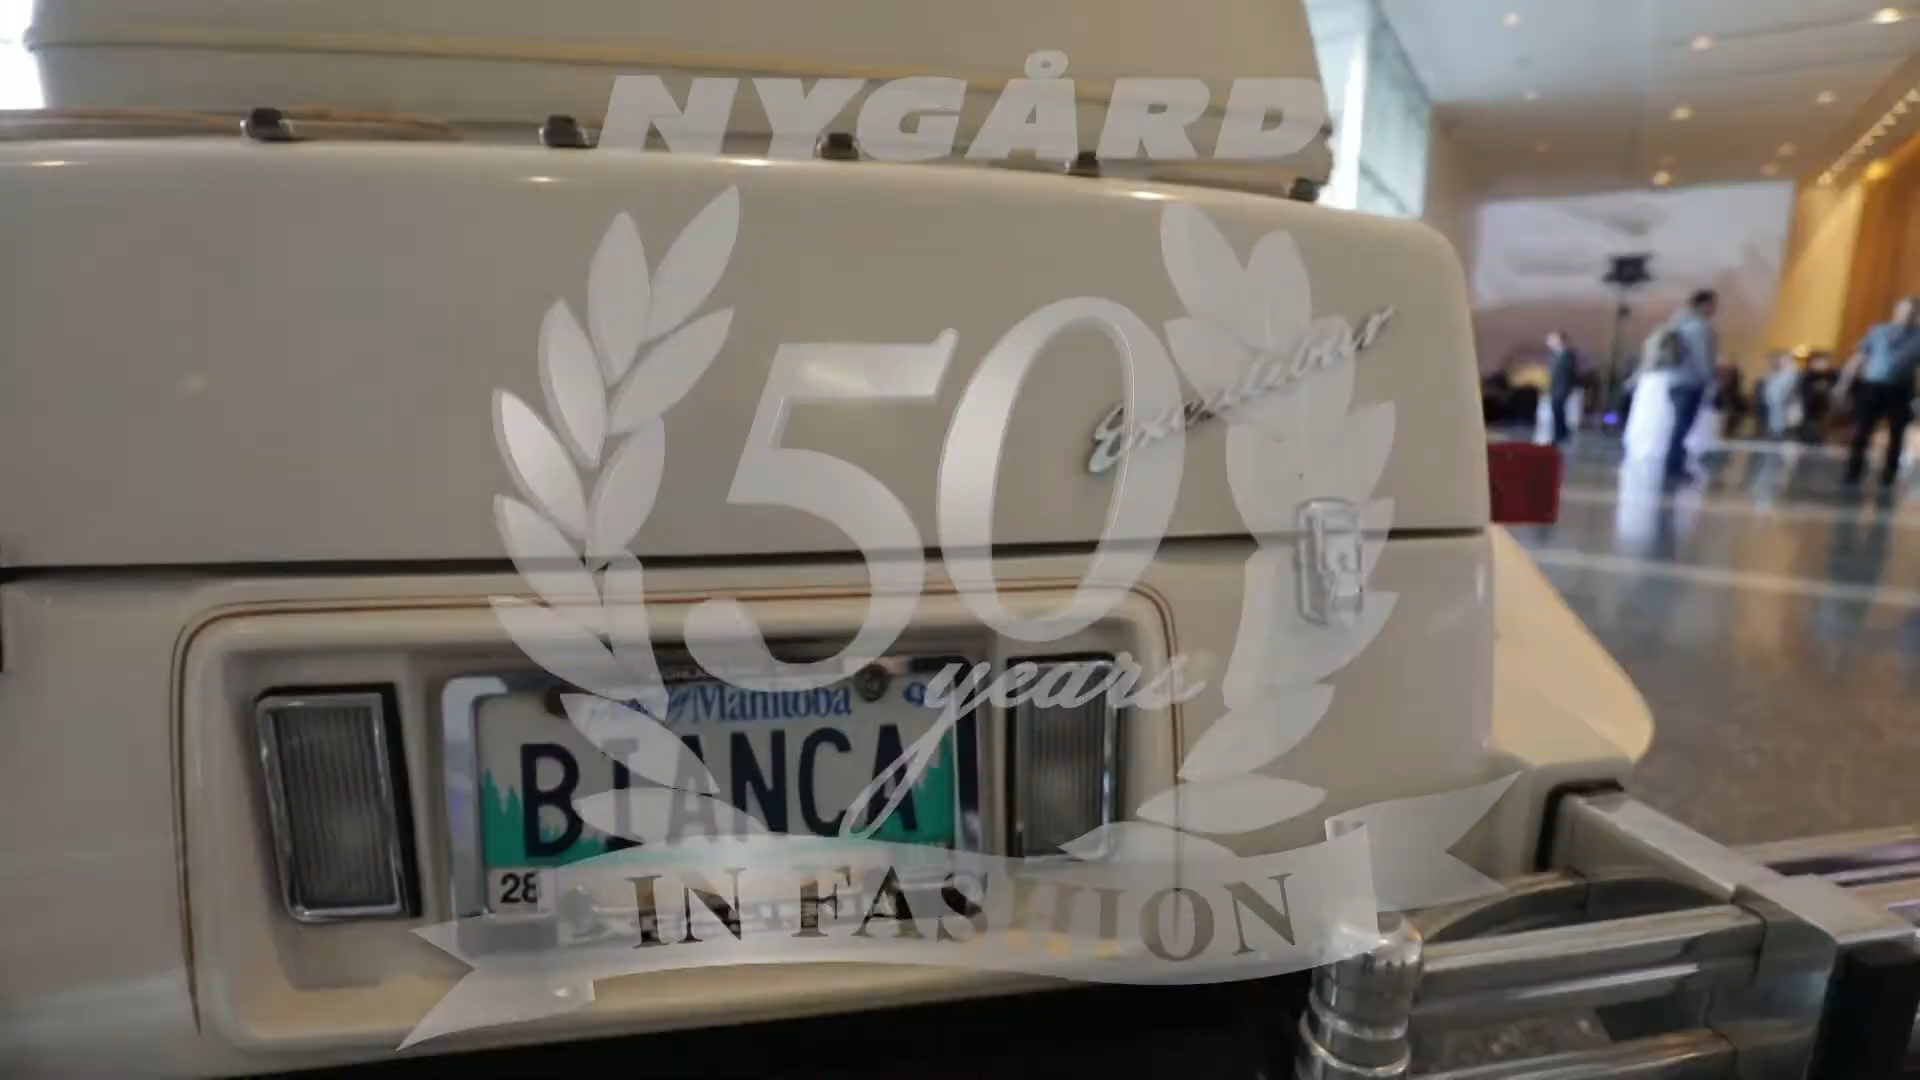 NYGÅRD
Excalibur
50
years
Manitoba
BIANCA
28
IN FASHION